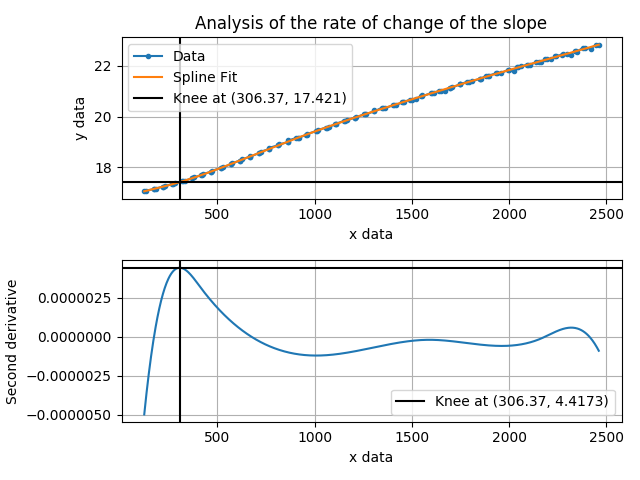 Analysis of the rate of change of the slope
Data
Spline Fit
Knee at (306.37, 17.421)
y data
22
20
18
500 1000 1500 2000 2500
x data
Second derivative
0.0000025
0.0000000
−0.0000025
−0.0000050
Knee at (306.37, 4.4173)
500 1000 1500 2000 2500
x data